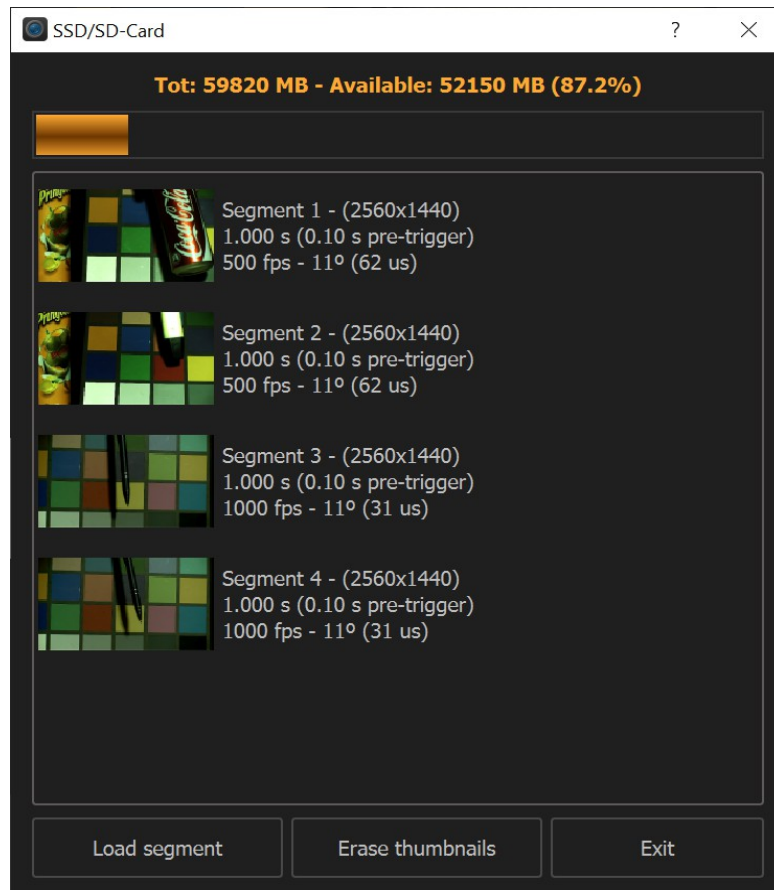 SSD/SD-Card
?
Tot: 59820 MB - Available: 52150 MB (87.2%)
Pringles
Coca-Cola
Segment 1 - (2560x1440)
1.000 s (0.10 s pre-trigger)
500 fps - 11º (62 us)
Segment 2 - (2560x1440)
1.000 s (0.10 s pre-trigger)
500 fps - 11º (62 us)
Segment 3 - (2560x1440)
1.000 s (0.10 s pre-trigger)
1000 fps - 11º (31 us)
Segment 4 - (2560x1440)
1.000 s (0.10 s pre-trigger)
1000 fps - 11º (31 us)
Load segment
Erase thumbnails
Exit